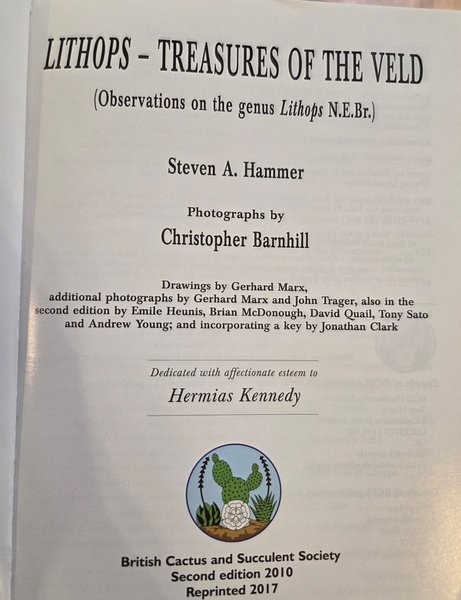 LITHOPS – TREASURES OF THE VELD
(Observations on the genus Lithops N.E.Br.)
Steven A. Hammer
Photographs by
Christopher Barnhill
Drawings by Gerhard Marx,
additional photographs by Gerhard Marx and John Trager, also in the
second edition by Emile Heunis, Brian McDonough, David Quail, Tony Sato
and Andrew Young; and incorporating a key by Jonathan Clark
Dedicated with affectionate esteem to
Hermias Kennedy
British Cactus and Succulent Society
Second edition 2010
Reprinted 2017